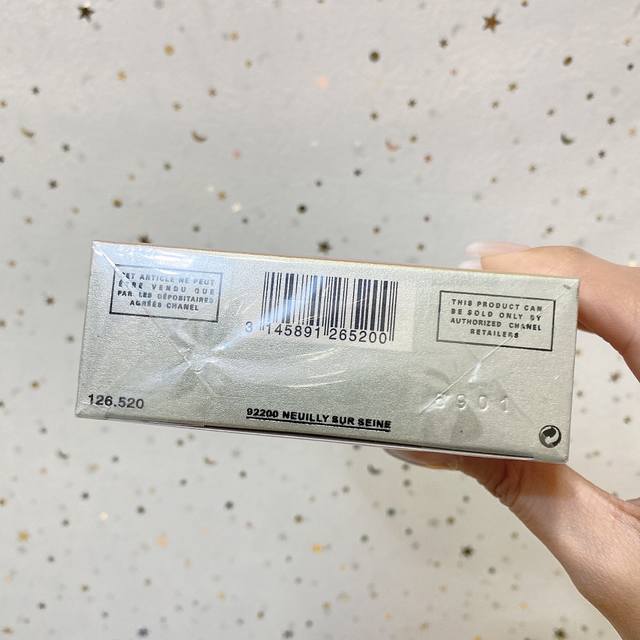 CET ARTICLE NE PEUT
ÊTRE VENDU QUE
PAR LES DÉPOSITAIRES
AGRÉÉS CHANEL
3 145891 265200
THIS PRODUCT CAN
BE SOLD ONLY BY
AUTHORIZED CHANEL
RETAILERS
126.520
92200 NEUILLY SUR SEINE